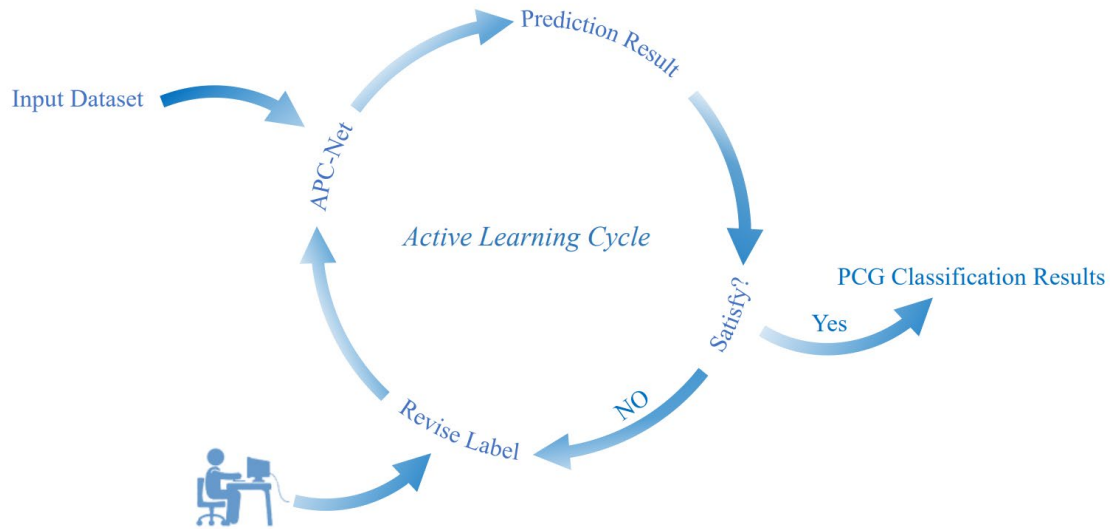 Prediction Result
Input Dataset
APC-Net
Active Learning Cycle
PCG Classification Results
Satisfy?
Yes
NO
Revise Label